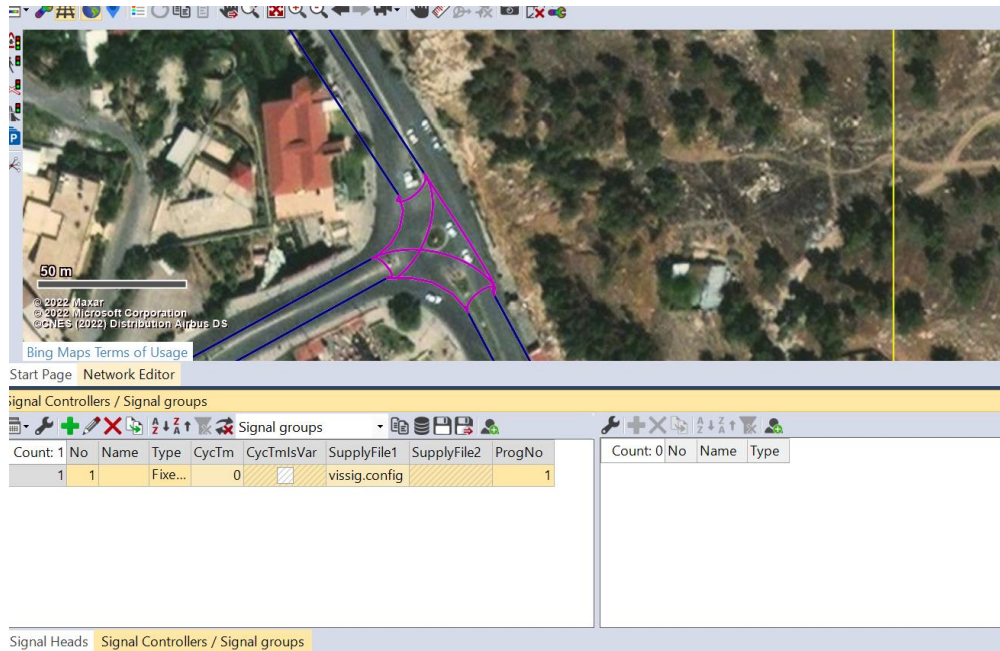 P
50 m
© 2022 Maxar
© 2022 Microsoft Corporation
©CNES (2022) Distribution Airbus DS
Bing Maps Terms of Usage
Start Page Network Editor
Signal Controllers / Signal groups
Signal groups
Count: 1 No Name Type CycTm CycTmIsVar SupplyFile1 SupplyFile2 ProgNo
1 1 Fixe... 0 vissig.config 1
Count: 0 No Name Type
Signal Heads Signal Controllers / Signal groups